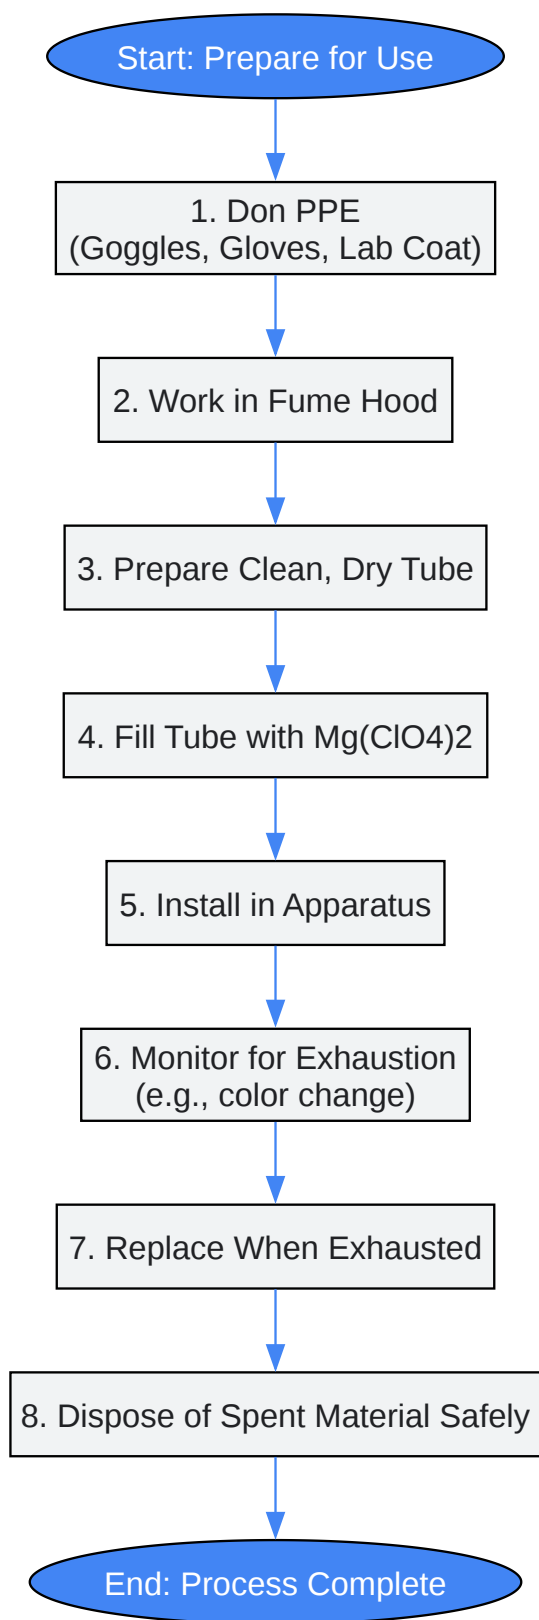 Start: Prepare for Use
1. Don PPE
(Goggles, Gloves, Lab Coat)
2. Work in Fume Hood
3. Prepare Clean, Dry Tube
4. Fill Tube with Mg(ClO4)2
5. Install in Apparatus
6. Monitor for Exhaustion
(e.g., color change)
7. Replace When Exhausted
8. Dispose of Spent Material Safely
End: Process Complete